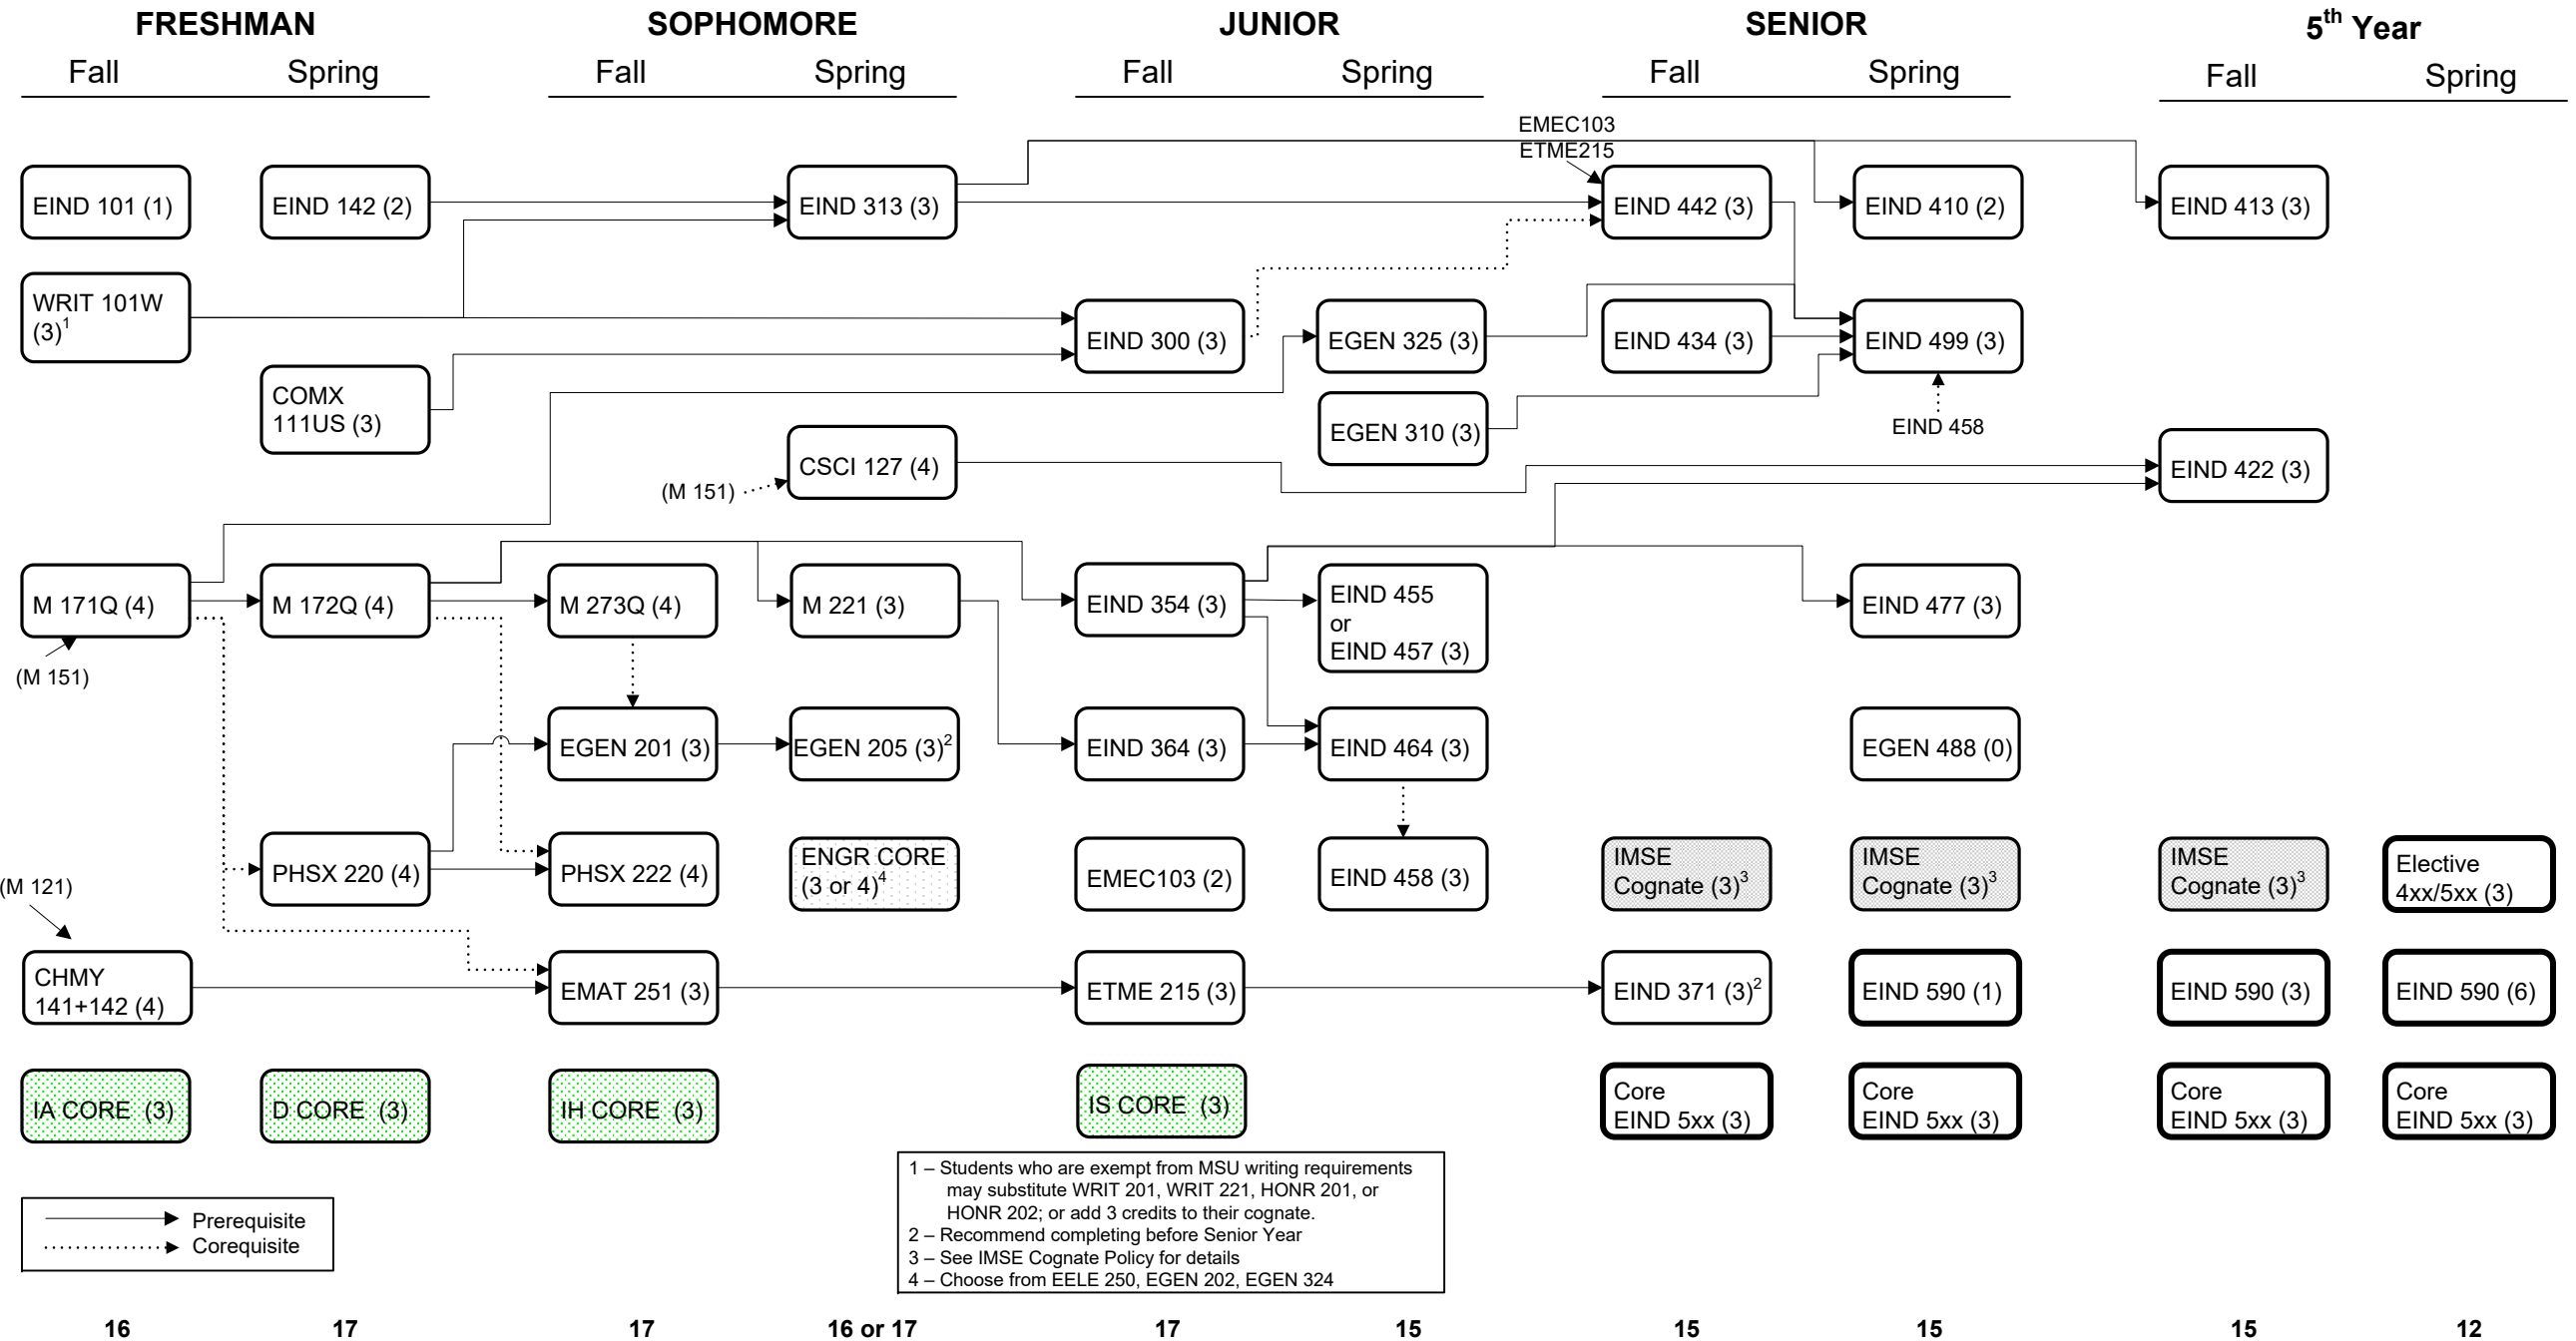 FRESHMAN
SOPHOMORE
JUNIOR
SENIOR
5th Year
Fall
Spring
Fall
Spring
Fall
Spring
Fall
Spring
Fall
Spring
EMEC103
ETME215
EIND 101 (1)
EIND 142 (2)
EIND 313 (3)
EIND 442 (3)
EIND 410 (2)
EIND 413 (3)
WRIT 101W
(3)1
EIND 300 (3)
EGEN 325 (3)
EIND 434 (3)
EIND 499 (3)
COMX
111US (3)
EGEN 310 (3)
EIND 458
CSCI 127 (4)
(M 151)
EIND 422 (3)
M 171Q (4)
M 172Q (4)
M 273Q (4)
M 221 (3)
EIND 354 (3)
EIND 455
or
EIND 457 (3)
EIND 477 (3)
(M 151)
EGEN 201 (3)
EGEN 205 (3)2
EIND 364 (3)
EIND 464 (3)
EGEN 488 (0)
PHSX 220 (4)
PHSX 222 (4)
ENGR CORE
(3 or 4)4
EMEC103 (2)
EIND 458 (3)
IMSE
Cognate (3)3
IMSE
Cognate (3)3
IMSE
Cognate (3)3
Elective
4xx/5xx (3)
(M 121)
CHMY
141+142 (4)
EMAT 251 (3)
ETME 215 (3)
EIND 371 (3)2
EIND 590 (1)
EIND 590 (3)
EIND 590 (6)
IA CORE (3)
D CORE (3)
IH CORE (3)
IS CORE (3)
Core
EIND 5xx (3)
Core
EIND 5xx (3)
Core
EIND 5xx (3)
Core
EIND 5xx (3)
1 – Students who are exempt from MSU writing requirements
may substitute WRIT 201, WRIT 221, HONR 201, or
HONR 202; or add 3 credits to their cognate.
2 – Recommend completing before Senior Year
3 – See IMSE Cognate Policy for details
4 – Choose from EELE 250, EGEN 202, EGEN 324
Prerequisite
Corequisite
16
17
17
16 or 17
17
15
15
15
15
12